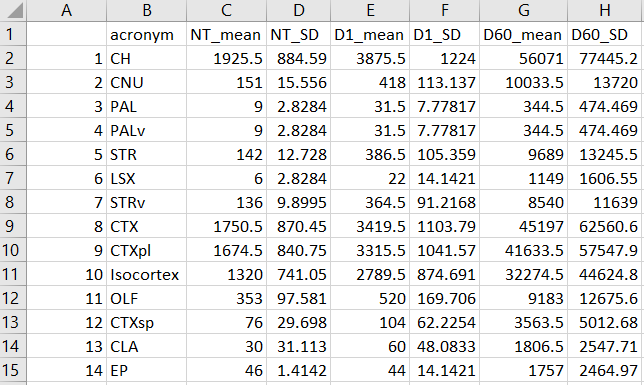 A B C D E F G H
1 acronym NT_mean NT_SD D1_mean D1_SD D60_mean D60_SD
2 1 CH 1925.5 884.59 3875.5 1224 56071 77445.2
3 2 CNU 151 15.556 418 113.137 10033.5 13720
4 3 PAL 9 2.8284 31.5 7.77817 344.5 474.469
5 4 PALv 9 2.8284 31.5 7.77817 344.5 474.469
6 5 STR 142 12.728 386.5 105.359 9689 13245.5
7 6 LSX 6 2.8284 22 14.1421 1149 1606.55
8 7 STRv 136 9.8995 364.5 91.2168 8540 11639
9 8 CTX 1750.5 870.45 3419.5 1103.79 45197 62560.6
10 9 CTXpl 1674.5 840.75 3315.5 1041.57 41633.5 57547.9
11 10 Isocortex 1320 741.05 2789.5 874.691 32274.5 44624.8
12 11 OLF 353 97.581 520 169.706 9183 12675.6
13 12 CTXsp 76 29.698 104 62.2254 3563.5 5012.68
14 13 CLA 30 31.113 60 48.0833 1806.5 2547.71
15 14 EP 46 1.4142 44 14.1421 1757 2464.97